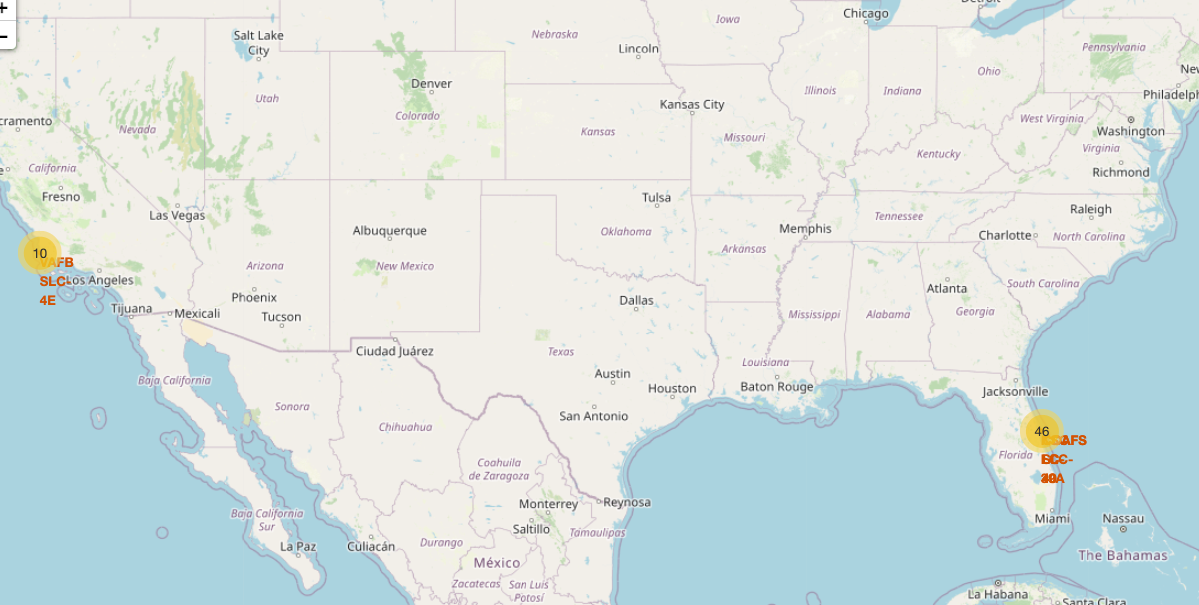 +
−
Salt Lake
City
Nebraska
Iowa
Chicago
Lincoln
Pennsylvania
Denver
Utah
Colorado
Illinois
Indiana
Ohio
Nevada
Kansas City
Kansas
Missouri
West Virginia
Washington
Virginia
Kentucky
Richmond
California
Fresno
Las Vegas
Tulsa
Raleigh
Tennessee
Albuquerque
Oklahoma
Memphis
Charlotte
North Carolina
Arkansas
10
Arizona
New Mexico
VAFB
SLC-
4E
Los Angeles
Atlanta
South Carolina
Phoenix
Dallas
Tijuana
Mexicali
Tucson
Mississippi
Alabama
Georgia
Ciudad Juárez
Texas
Louisiana
Baja California
Austin
Houston
Baton Rouge
Jacksonville
Sonora
San Antonio
Chihuahua
46
Florida
Coahuila
de Zaragoza
Monterrey
Reynosa
Baja California
Sur
Saltillo
Tamaulipas
Miami
Nassau
La Paz
Culiacán
Durango
The Bahamas
México
Zacatecas
San Luis
Potosí
La Habana
Santa Clara